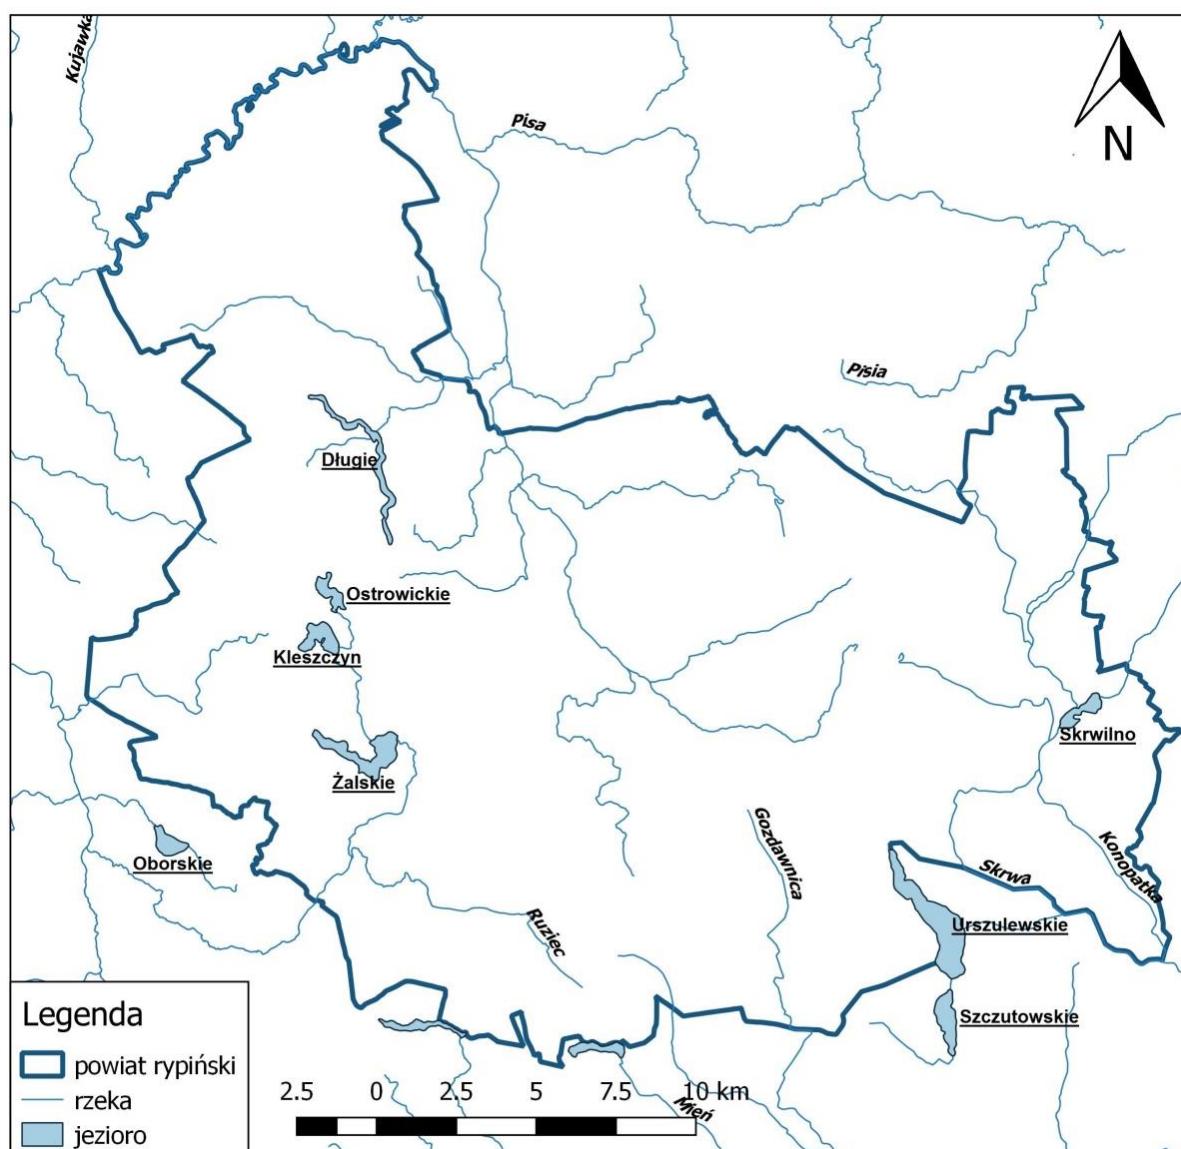 Kujawka
N
Pisa
Pisia
Długie
Ostrowickie
Kleszczyn
Skrwilno
Żalskie
Gozdawnica
Konopatka
Oborskie
Skrwa
Ruziec
Urszulewskie
Szczutowskie
Legenda
powiat rypiński
rzeka
jezioro
2.5 0 2.5 5 7.5 10 km
Mień